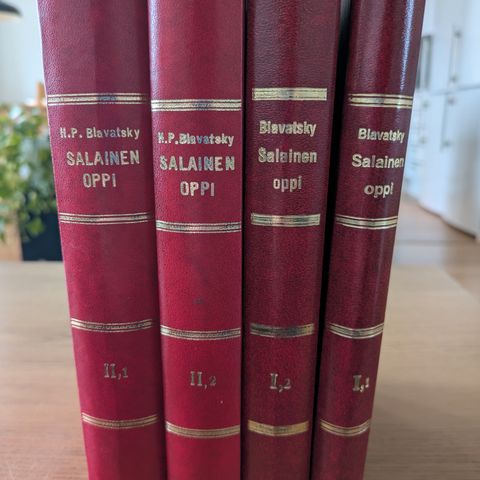 H.P. Blavatsky
SALAINEN
OPPI
II,1
H.P. Blavatsky
SALAINEN
OPPI
II,2
Blavatsky
Salainen
oppi
I,2
Blavatsky
Salainen
oppi
I,1